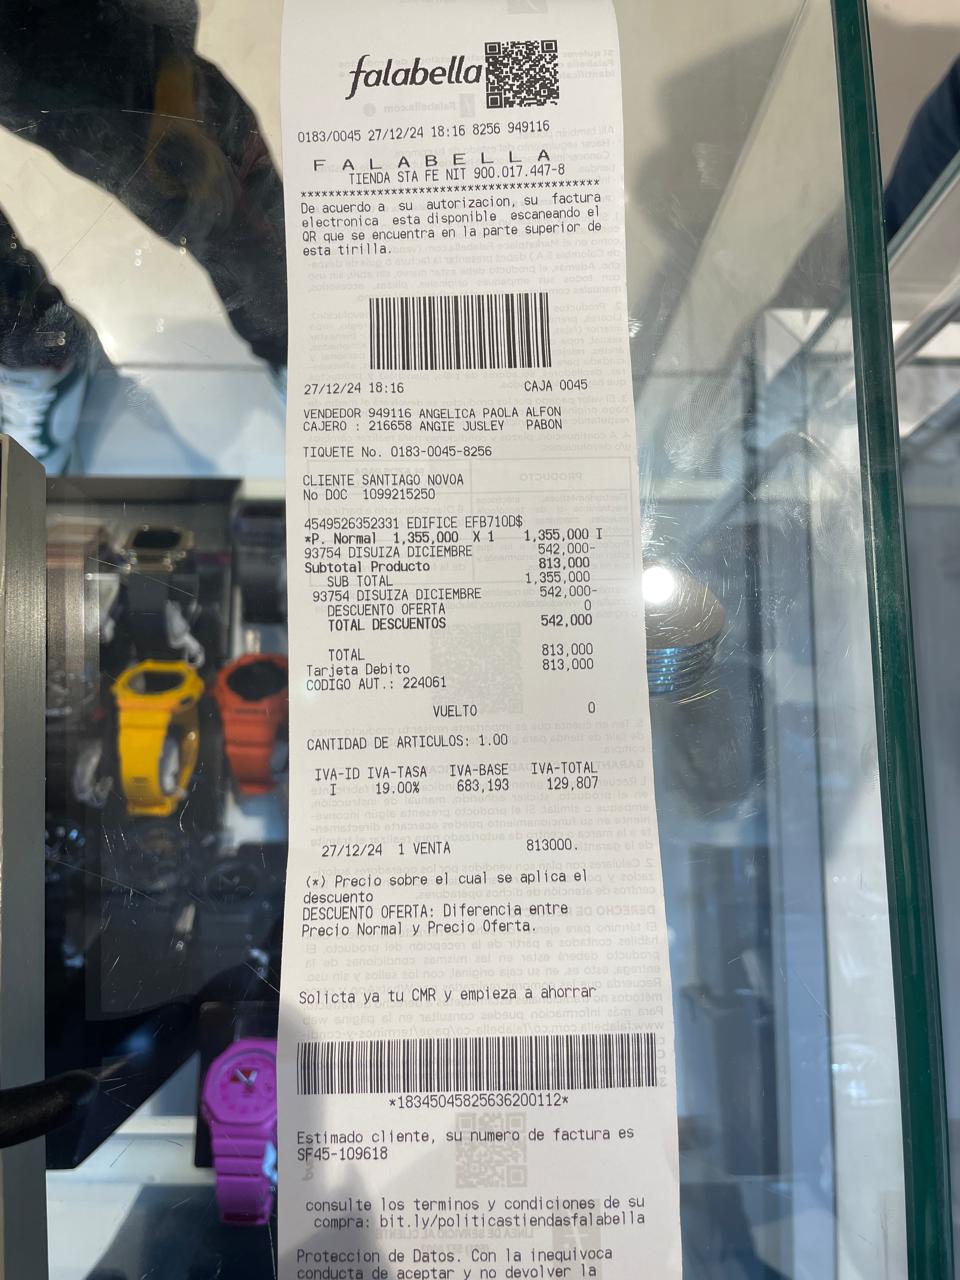 falabella
0183/0045 27/12/24 18:16 8256 949116
F A L A B E L L A
TIENDA STA FE NIT 900.017.447-8
******************************************
De acuerdo a su autorizacion, su factura
electronica esta disponible escaneando el
QR que se encuentra en la parte superior de
esta tirilla.
27/12/24 18:16 CAJA 0045
VENDEDOR 949116 ANGELICA PAOLA ALFON
CAJERO : 216658 ANGIE JUSLEY PABON
TIQUETE No. 0183-0045-8256
CLIENTE SANTIAGO NOVOA
No DOC 1099215250
4549526352331 EDIFICE EFB710D$
*P. Normal 1,355,000 X 1 1,355,000 I
93754 DISUIZA DICIEMBRE 542,000-
Subtotal Producto 813,000
SUB TOTAL 1,355,000
93754 DISUIZA DICIEMBRE 542,000-
DESCUENTO OFERTA 0
TOTAL DESCUENTOS 542,000
TOTAL 813,000
Tarjeta Debito 813,000
CODIGO AUT.: 224061
VUELTO 0
CANTIDAD DE ARTICULOS: 1.00
IVA-ID IVA-TASA IVA-BASE IVA-TOTAL
I 19.00% 683,193 129,807
27/12/24 1 VENTA 813000.
(*) Precio sobre el cual se aplica el
descuento
DESCUENTO OFERTA: Diferencia entre
Precio Normal y Precio Oferta.
Solicta ya tu CMR y empieza a ahorrar
*18345045825636200112*
Estimado cliente, su numero de factura es
SF45-109618
consulte los terminos y condiciones de su
compra: bit.ly/politicastiendasfalabella
Proteccion de Datos. Con la inequivoca
conducta de aceptar y no devolver la